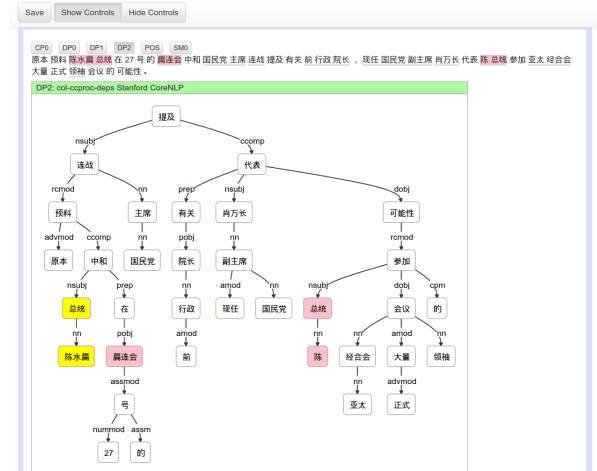 Save Show Controls Hide Controls
CP0 DP0 DP1 DP2 POS SM0
原本 预料 陈水扁 总统 在 27 号 的 扁连会 中和 国民党 主席 连战 提及 有关 前 行政 院长 ， 现任 国民党 副主席 肖万长 代表 陈 总统 参加 亚太 经合会
大量 正式 领袖 会议 的 可能性 。
DP2: col-ccproc-deps Stanford CoreNLP
提及
nsubj ccomp
连战 代表
rcmod nn prep nsubj dobj
预料 主席 有关 肖万长 可能性
advmod ccomp nn pobj nn rcmod
原本 中和 国民党 院长 副主席 参加
nsubj prep nn amod nn nsubj dobj cpm
总统 在 行政 现任 国民党 总统 会议 的
nn pobj amod nn nn amod nn
陈水扁 扁连会 前 陈 经合会 大量 领袖
assmod nn advmod
号 亚太 正式
nummod assm
27 的